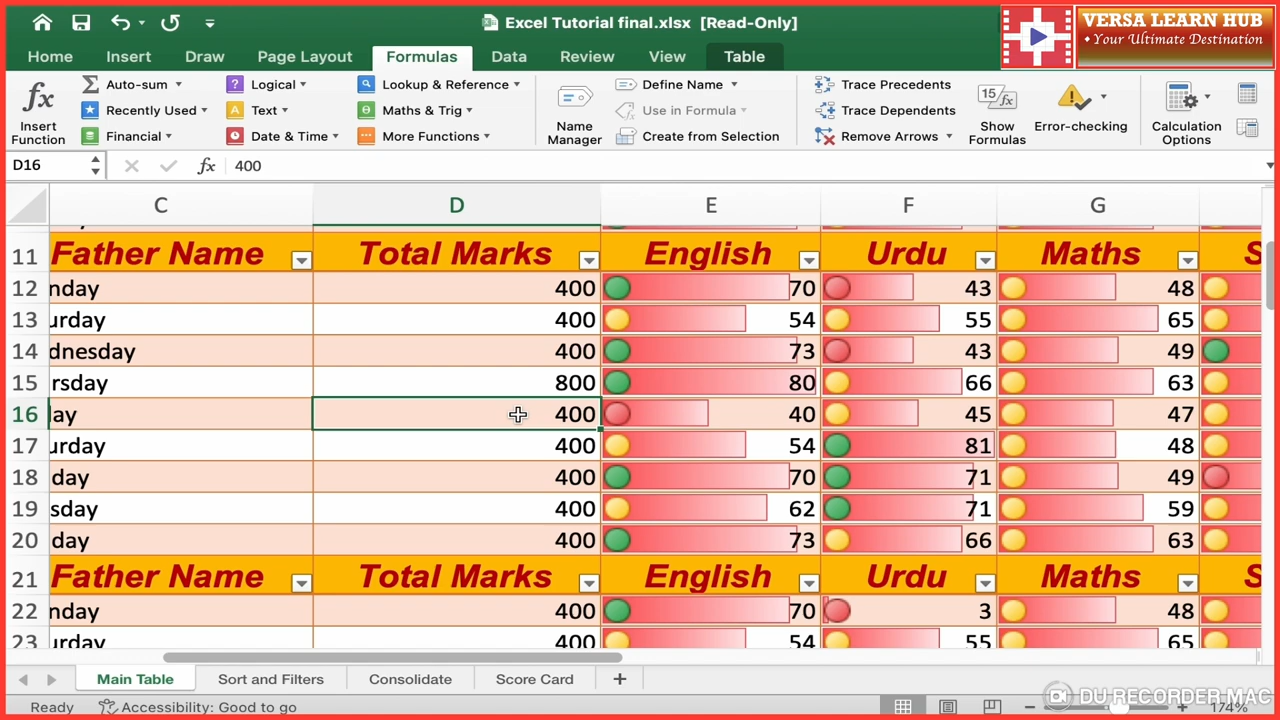 Excel Tutorial final.xlsx [Read-Only]
VERSA LEARN HUB
• Your Ultimate Destination
Home Insert Draw Page Layout Formulas Data Review View Table
fx Insert Function
Auto-sum
Recently Used
Financial
? Logical
A Text
Date & Time
Lookup & Reference
θ Maths & Trig
More Functions
Name Manager
Define Name
Use in Formula
Create from Selection
Trace Precedents
Trace Dependents
Remove Arrows
15 fx Show Formulas
Error-checking
Calculation Options
D16 fx 400
C D E F G
11 Father Name Total Marks English Urdu Maths S
12 nday 400 70 43 48
13 urday 400 54 55 65
14 dnesday 400 73 43 49
15 rsday 800 80 66 63
16 ay 400 40 45 47
17 urday 400 54 81 48
18 day 400 70 71 49
19 sday 400 62 71 59
20 day 400 73 66 63
21 Father Name Total Marks English Urdu Maths S
22 nday 400 70 3 48
23 urday 400 54 55 65
Main Table Sort and Filters Consolidate Score Card +
Ready Accessibility: Good to go 174%
DU RECORDER MAC